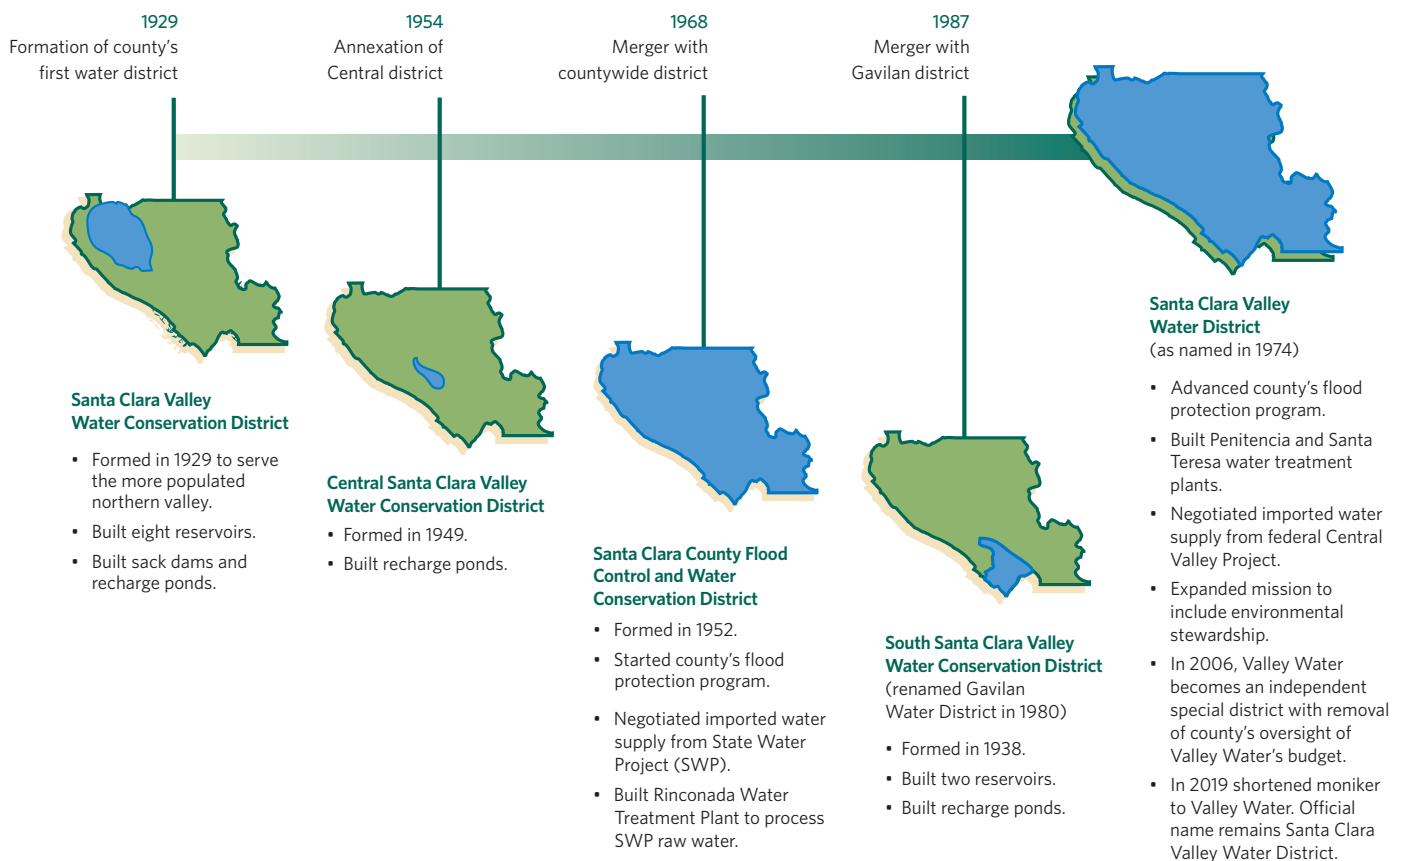 1929
Formation of county’s
first water district
1954
Annexation of
Central district
1968
Merger with
countywide district
1987
Merger with
Gavilan district
Santa Clara Valley
Water Conservation District
• Formed in 1929 to serve
the more populated
northern valley.
• Built eight reservoirs.
• Built sack dams and
recharge ponds.
Central Santa Clara Valley
Water Conservation District
• Formed in 1949.
• Built recharge ponds.
Santa Clara County Flood
Control and Water
Conservation District
• Formed in 1952.
• Started county’s flood
protection program.
• Negotiated imported water
supply from State Water
Project (SWP).
• Built Rinconada Water
Treatment Plant to process
SWP raw water.
South Santa Clara Valley
Water Conservation District
(renamed Gavilan
Water District in 1980)
• Formed in 1938.
• Built two reservoirs.
• Built recharge ponds.
Santa Clara Valley
Water District
(as named in 1974)
• Advanced county’s flood
protection program.
• Built Penitencia and Santa
Teresa water treatment
plants.
• Negotiated imported water
supply from federal Central
Valley Project.
• Expanded mission to
include environmental
stewardship.
• In 2006, Valley Water
becomes an independent
special district with removal
of county’s oversight of
Valley Water’s budget.
• In 2019 shortened moniker
to Valley Water. Official
name remains Santa Clara
Valley Water District.